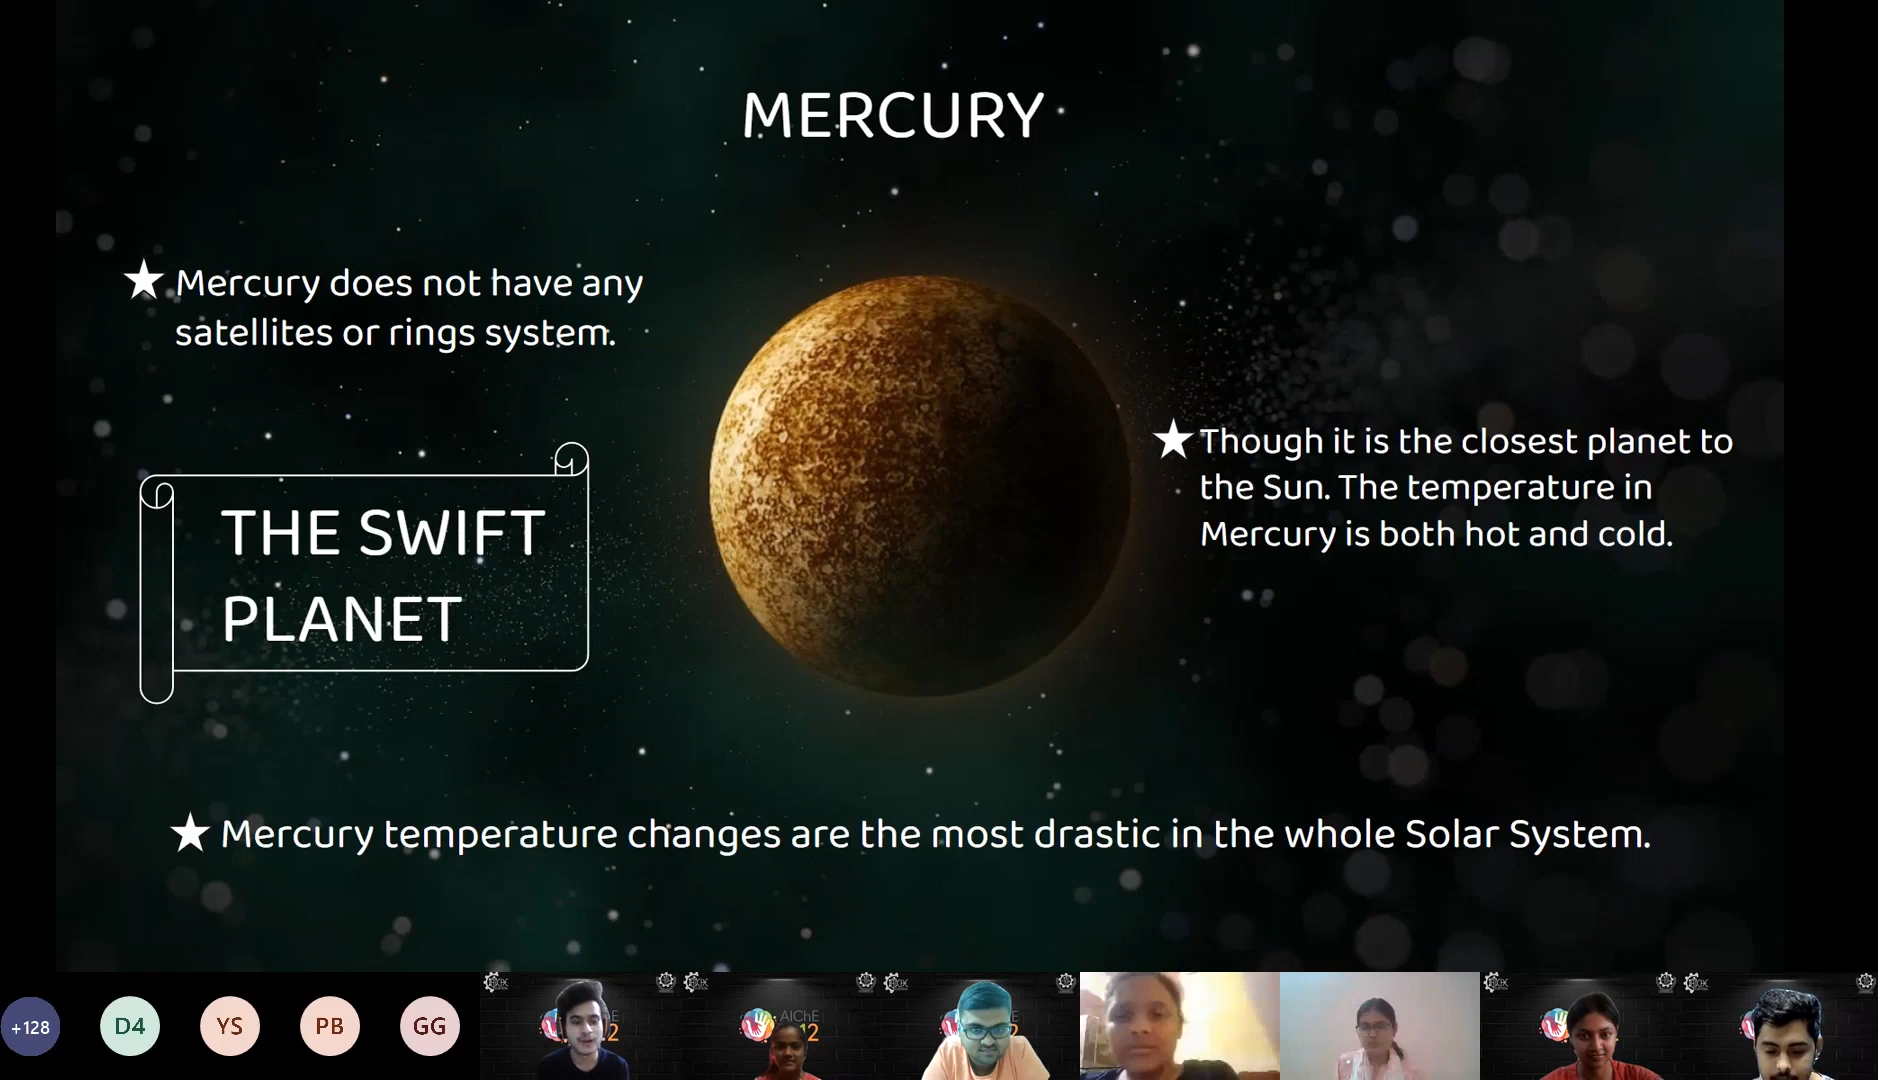 MERCURY
Mercury does not have any
satellites or rings system.
THE SWIFT
PLANET
Though it is the closest planet to
the Sun. The temperature in
Mercury is both hot and cold.
Mercury temperature changes are the most drastic in the whole Solar System.
+128
D4
YS
PB
GG
AIChE
12